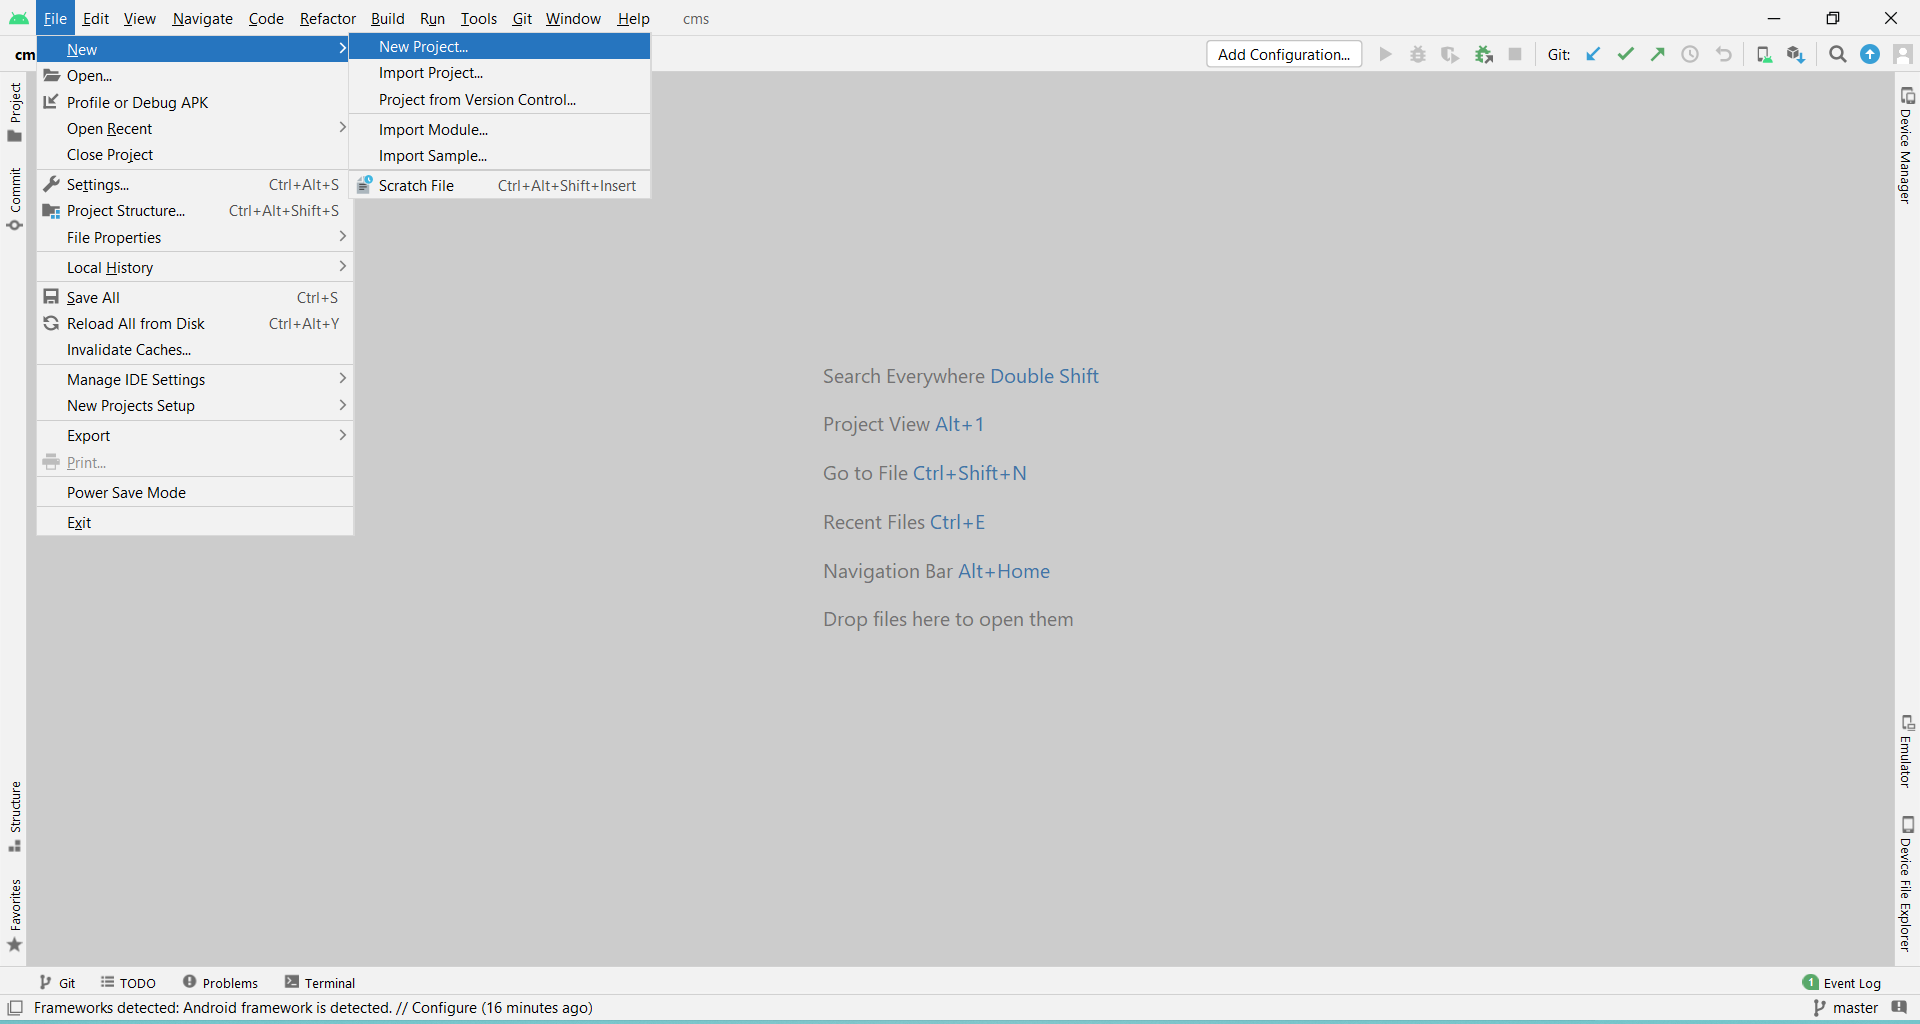 File Edit View Navigate Code Refactor Build Run Tools Git Window Help cms
cm
Add Configuration...
Git:
New
Open...
Profile or Debug APK
Open Recent
Close Project
Settings... Ctrl+Alt+S
Project Structure... Ctrl+Alt+Shift+S
File Properties
Local History
Save All Ctrl+S
Reload All from Disk Ctrl+Alt+Y
Invalidate Caches...
Manage IDE Settings
New Projects Setup
Export
Print...
Power Save Mode
Exit
New Project...
Import Project...
Project from Version Control...
Import Module...
Import Sample...
Scratch File Ctrl+Alt+Shift+Insert
Project
Commit
Structure
Favorites
Search Everywhere Double Shift
Project View Alt+1
Go to File Ctrl+Shift+N
Recent Files Ctrl+E
Navigation Bar Alt+Home
Drop files here to open them
Device Manager
Emulator
Device File Explorer
Git TODO Problems Terminal
1 Event Log
Frameworks detected: Android framework is detected. // Configure (16 minutes ago)
master